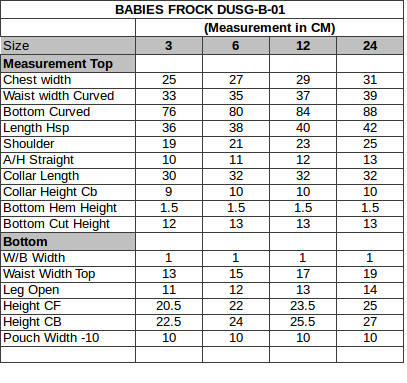 BABIES FROCK DUSG-B-01
(Measurement in CM)
Size 3 6 12 24
Measurement Top
Chest width 25 27 29 31
Waist width Curved 33 35 37 39
Bottom Curved 76 80 84 88
Length Hsp 36 38 40 42
Shoulder 19 21 23 25
A/H Straight 10 11 12 13
Collar Length 30 32 32 32
Collar Height Cb 9 10 10 10
Bottom Hem Height 1.5 1.5 1.5 1.5
Bottom Cut Height 12 13 13 13
Bottom
W/B Width 1 1 1 1
Waist Width Top 13 15 17 19
Leg Open 11 12 13 14
Height CF 20.5 22 23.5 25
Height CB 22.5 24 25.5 27
Pouch Width -10 10 10 10 10